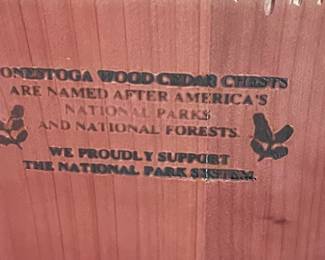 ONESTOGA WOOD CEDAR CHESTS
ARE NAMED AFTER AMERICA'S
NATIONAL PARKS
AND NATIONAL FORESTS.
WE PROUDLY SUPPORT
THE NATIONAL PARK SYSTEM.